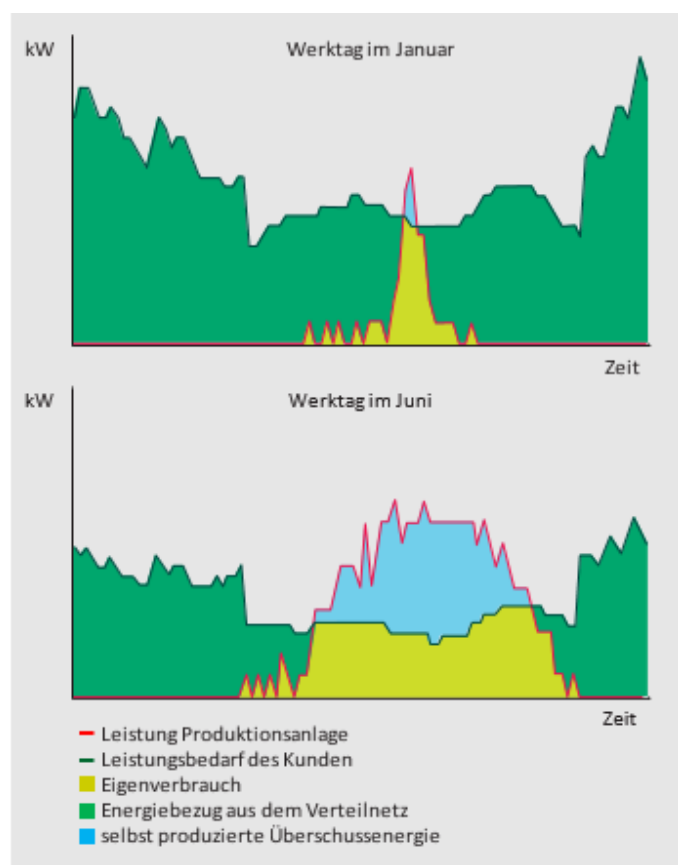 kW
Werktag im Januar
Zeit
kW
Werktag im Juni
Zeit
Leistung Produktionsanlage
Leistungsbedarf des Kunden
Eigenverbrauch
Energiebezug aus dem Verteilnetz
selbst produzierte Überschussenergie